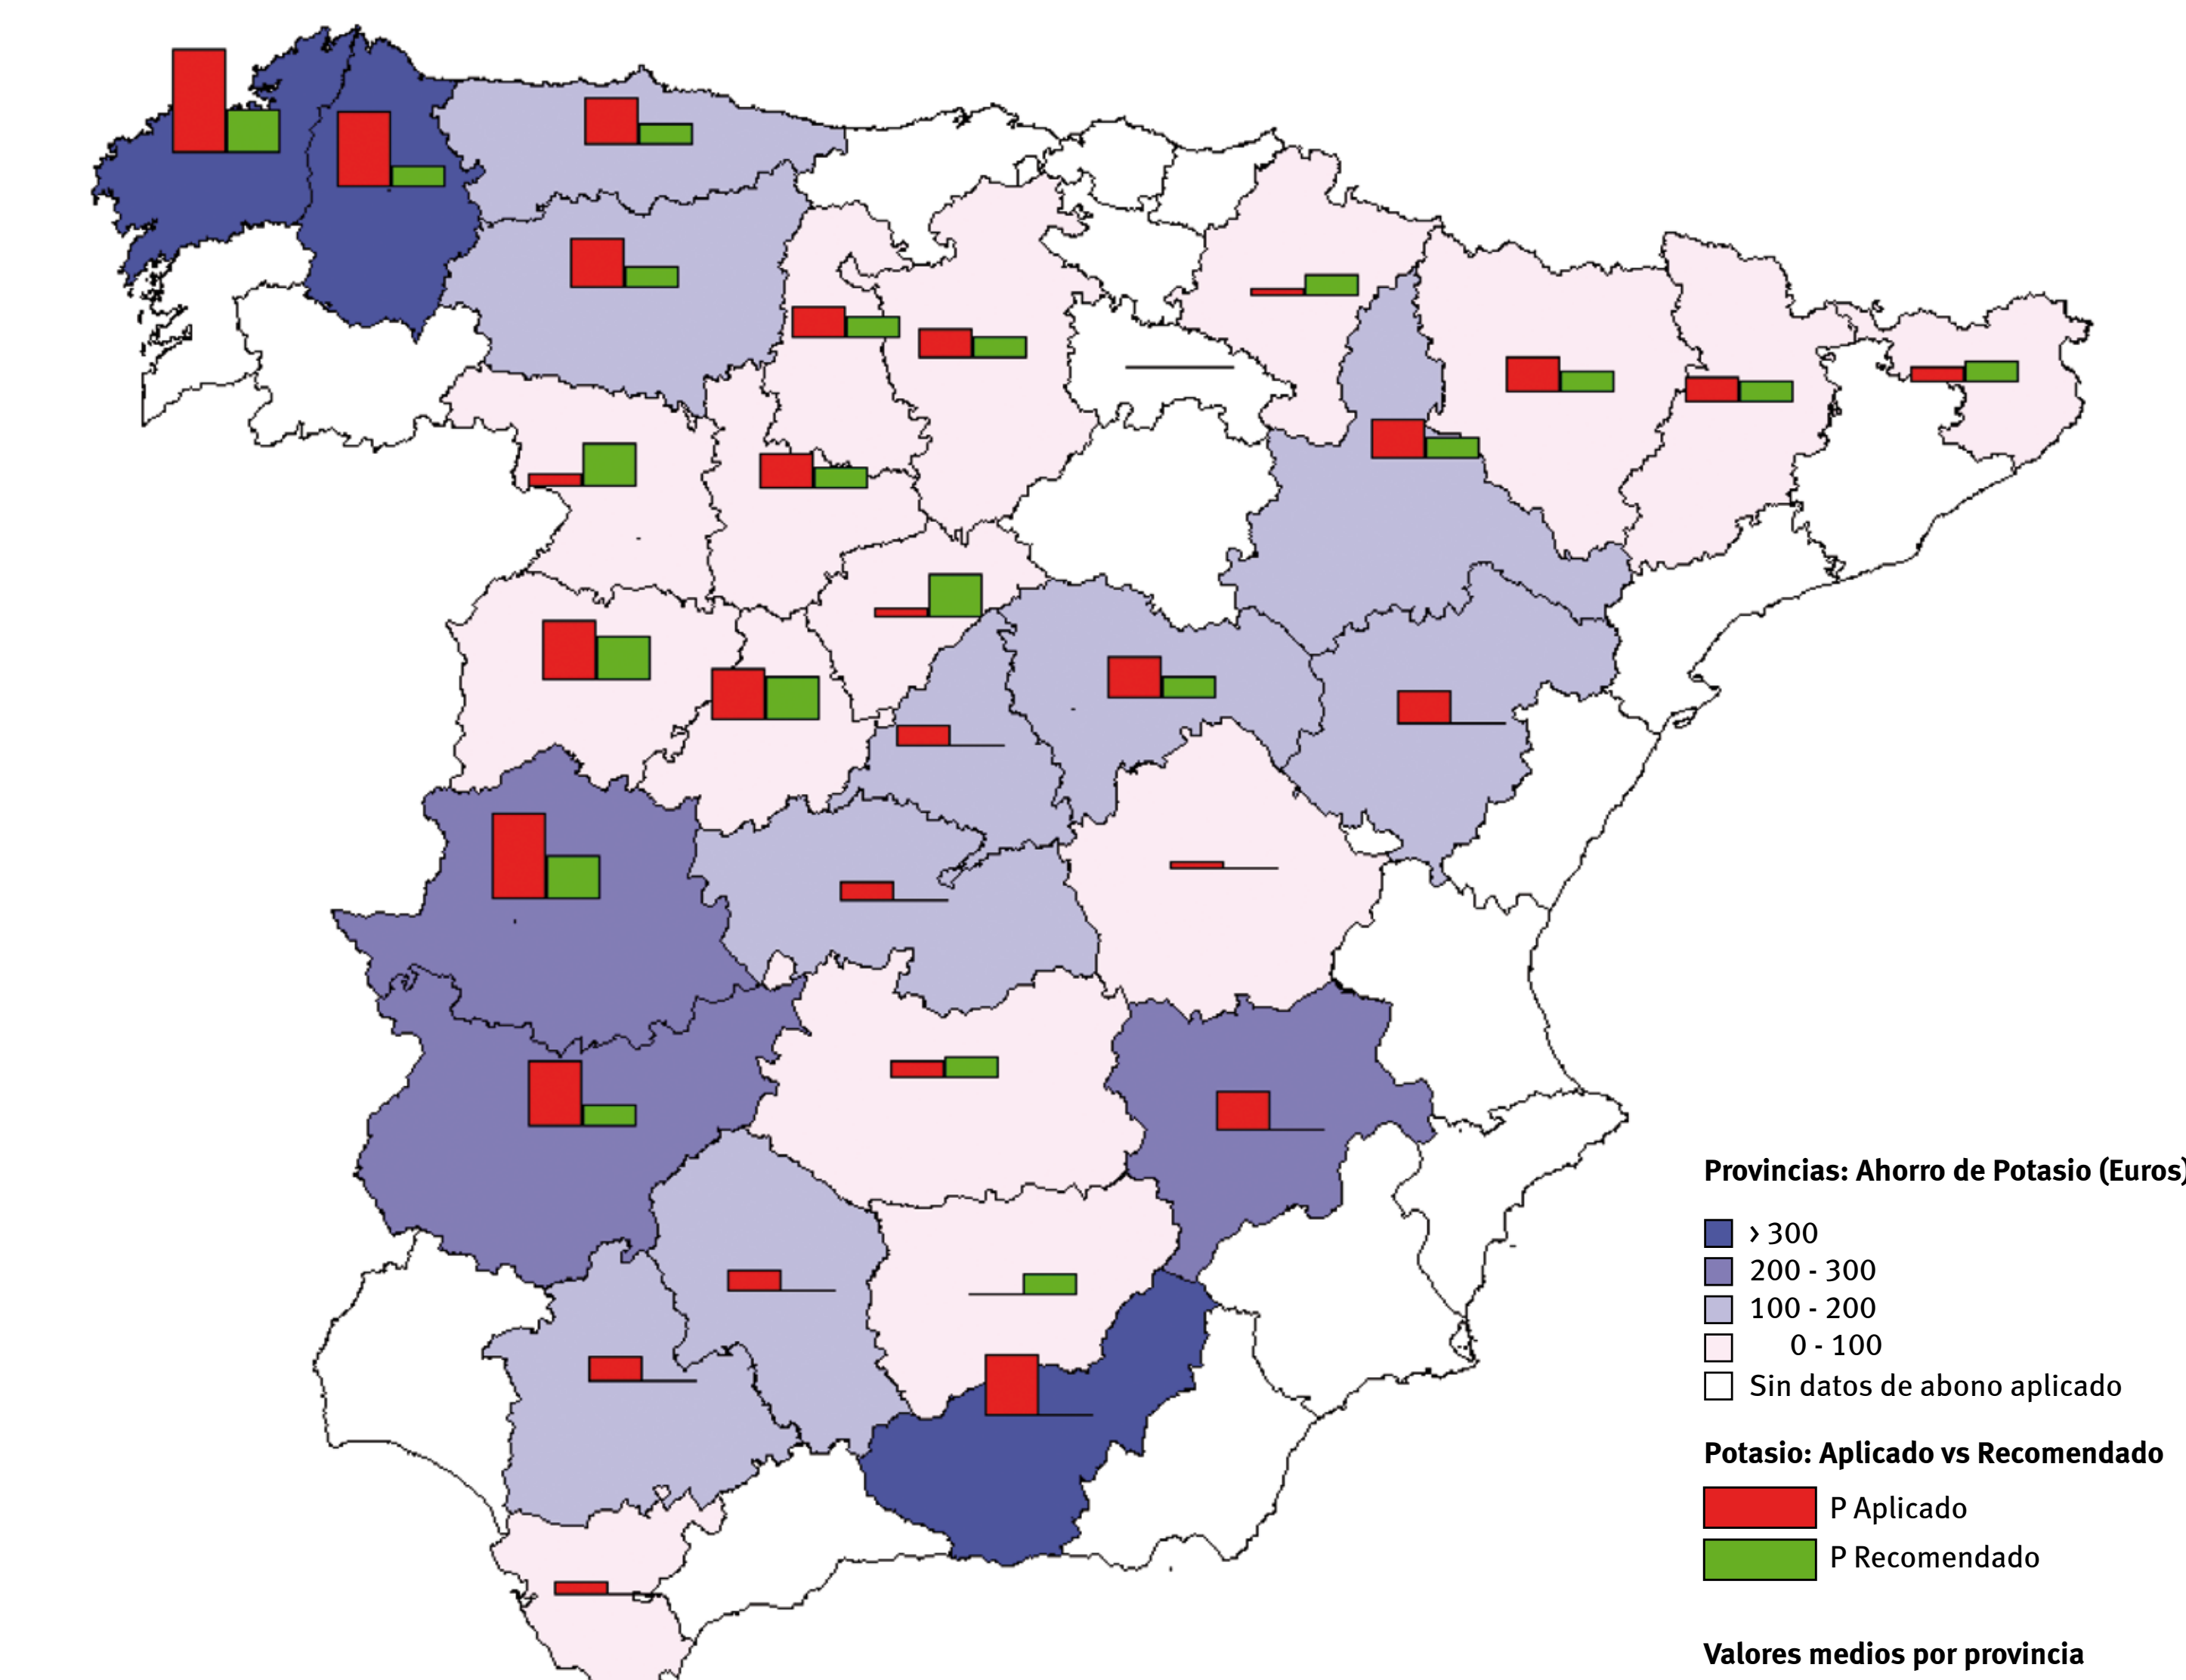 Provincias: Ahorro de Potasio (Euros)
> 300
200 - 300
100 - 200
0 - 100
Sin datos de abono aplicado
Potasio: Aplicado vs Recomendado
P Aplicado
P Recomendado
Valores medios por provincia